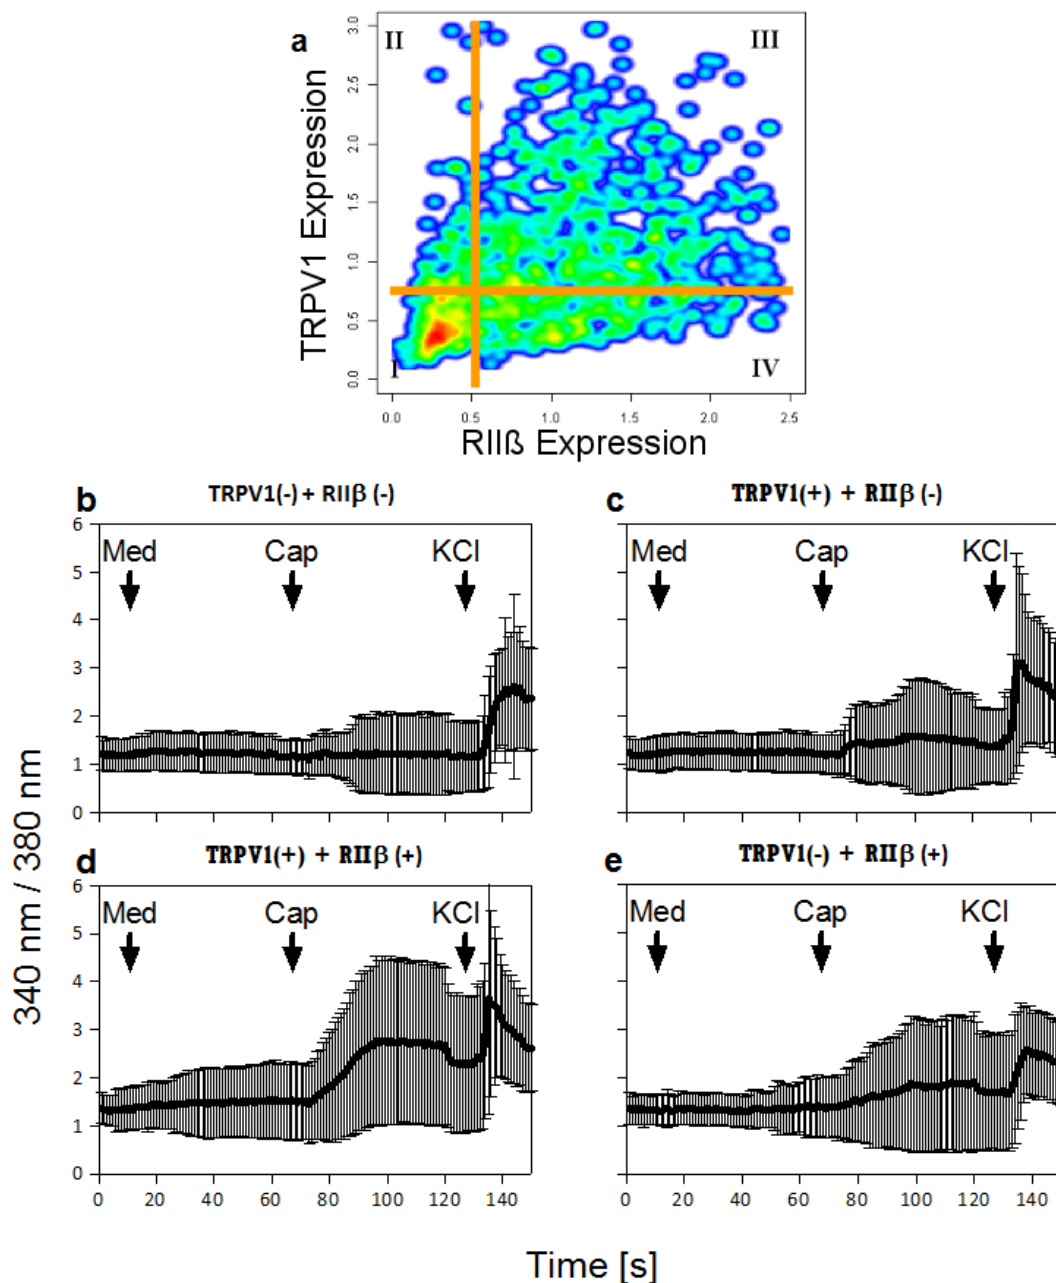 a
II
III
I
IV
TRPV1 Expression
3.0
2.5
2.0
1.5
1.0
0.5
0.0
0.0 0.5 1.0 1.5 2.0 2.5
RIIß Expression
b TRPV1(-) + RIIβ (-)
Med Cap KCl
6
5
4
3
2
1
0
c TRPV1(+) + RIIβ (-)
Med Cap KCl
d TRPV1(+) + RIIβ (+)
Med Cap KCl
6
5
4
3
2
1
0
0 20 40 60 80 100 120 140
e TRPV1(-) + RIIβ (+)
Med Cap KCl
0 20 40 60 80 100 120 140
340 nm / 380 nm
Time [s]